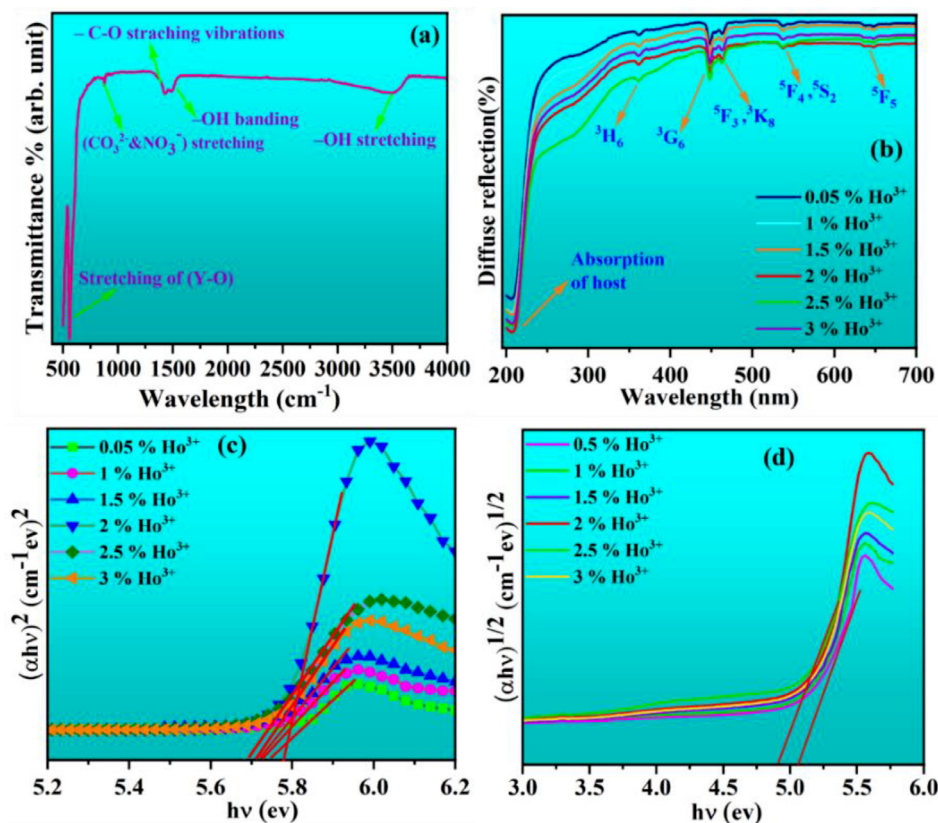 (a)
– C-O straching vibrations
–OH banding
(CO₃²⁻&NO₃⁻) stretching
–OH stretching
Stretching of (Y-O)
Transmittance % (arb. unit)
500 1000 1500 2000 2500 3000 3500 4000
Wavelength (cm⁻¹)
(b)
³H₆
³G₆
⁵F₃ ,³K₈
⁵F₄ ,⁵S₂
⁵F₅
Absorption
of host
0.05 % Ho³⁺
1 % Ho³⁺
1.5 % Ho³⁺
2 % Ho³⁺
2.5 % Ho³⁺
3 % Ho³⁺
Diffuse reflection(%)
200 300 400 500 600 700
Wavelength (nm)
(c)
0.05 % Ho³⁺
1 % Ho³⁺
1.5 % Ho³⁺
2 % Ho³⁺
2.5 % Ho³⁺
3 % Ho³⁺
(αhν)² (cm⁻¹ev)²
5.2 5.4 5.6 5.8 6.0 6.2
hν (ev)
(d)
0.5 % Ho³⁺
1 % Ho³⁺
1.5 % Ho³⁺
2 % Ho³⁺
2.5 % Ho³⁺
3 % Ho³⁺
(αhν)¹ᐟ² (cm⁻¹ev)¹ᐟ²
3.0 3.5 4.0 4.5 5.0 5.5 6.0
hν (ev)